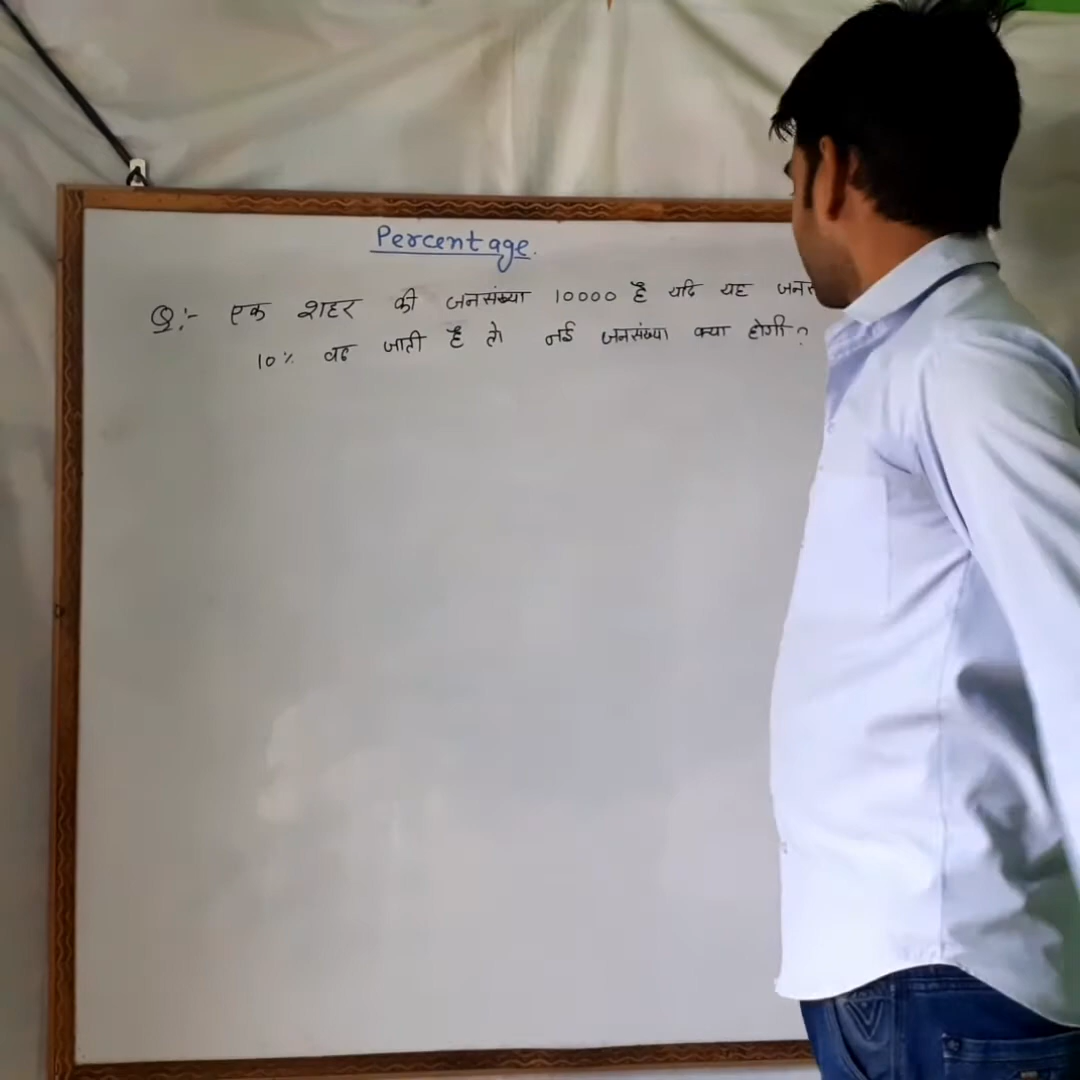 Percentage.
Q:- एक शहर की जनसंख्या 10000 है यदि यह
10% बढ जाती है तो नई जनसंख्या क्या होगी?